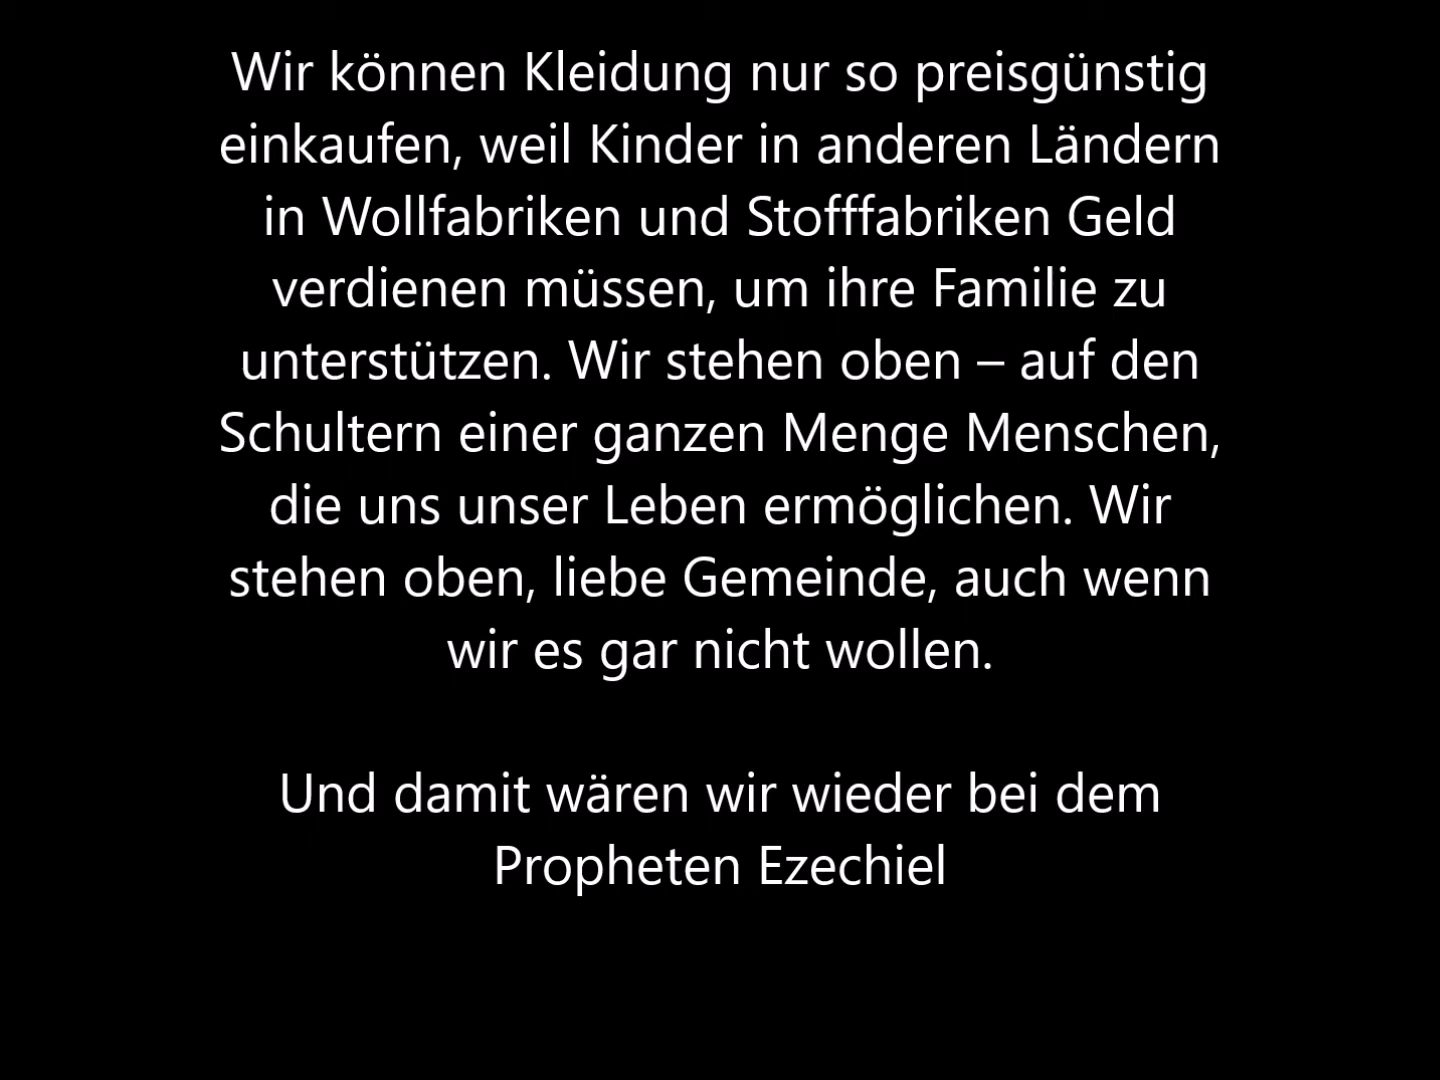 Wir können Kleidung nur so preisgünstig
einkaufen, weil Kinder in anderen Ländern
in Wollfabriken und Stofffabriken Geld
verdienen müssen, um ihre Familie zu
unterstützen. Wir stehen oben – auf den
Schultern einer ganzen Menge Menschen,
die uns unser Leben ermöglichen. Wir
stehen oben, liebe Gemeinde, auch wenn
wir es gar nicht wollen.
Und damit wären wir wieder bei dem
Propheten Ezechiel